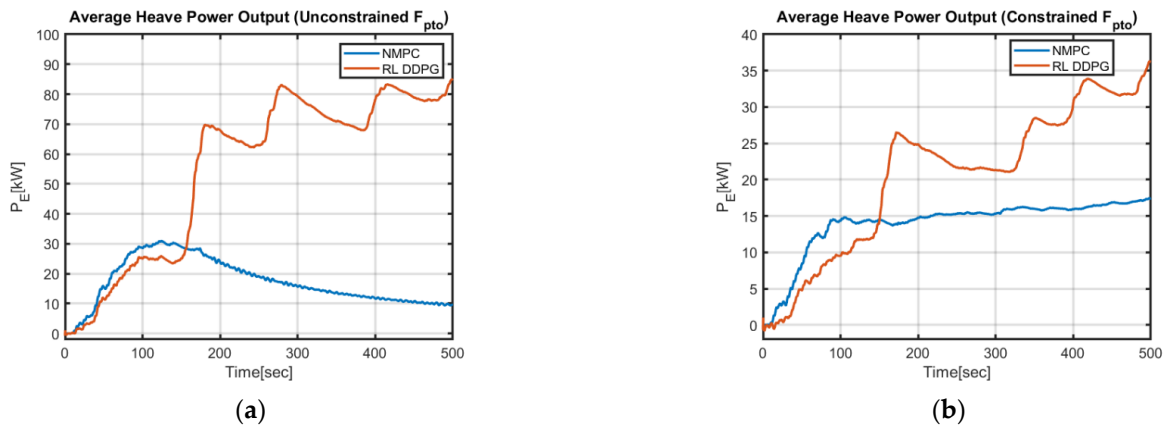 Average Heave Power Output (Unconstrained F_pto)
100
90
80
70
60
50
40
30
20
10
0
P_E[kW]
NMPC
RL DDPG
0 100 200 300 400 500
Time[sec]
(a)
Average Heave Power Output (Constrained F_pto)
40
35
30
25
20
15
10
5
0
P_E[kW]
NMPC
RL DDPG
0 100 200 300 400 500
Time[sec]
(b)